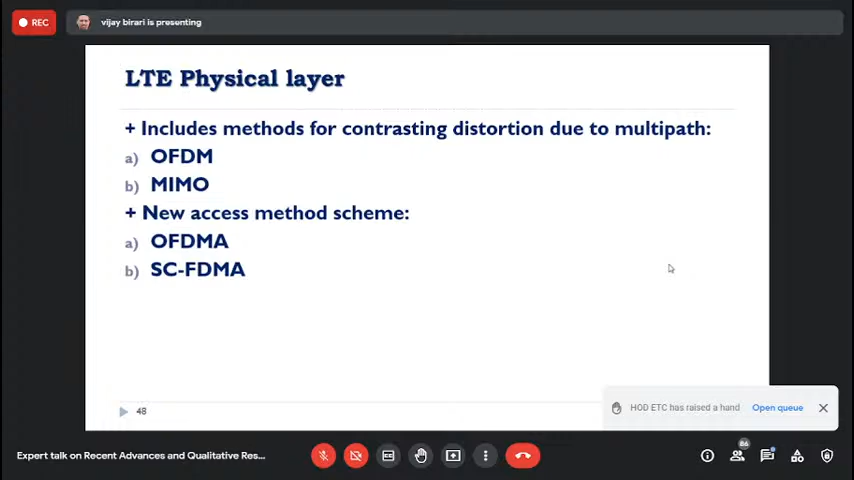 REC
vijay birari is presenting
LTE Physical layer
+ Includes methods for contrasting distortion due to multipath:
a) OFDM
b) MIMO
+ New access method scheme:
a) OFDMA
b) SC-FDMA
48
HOD ETC has raised a hand
Open queue
86
Expert talk on Recent Advances and Qualitative Res...